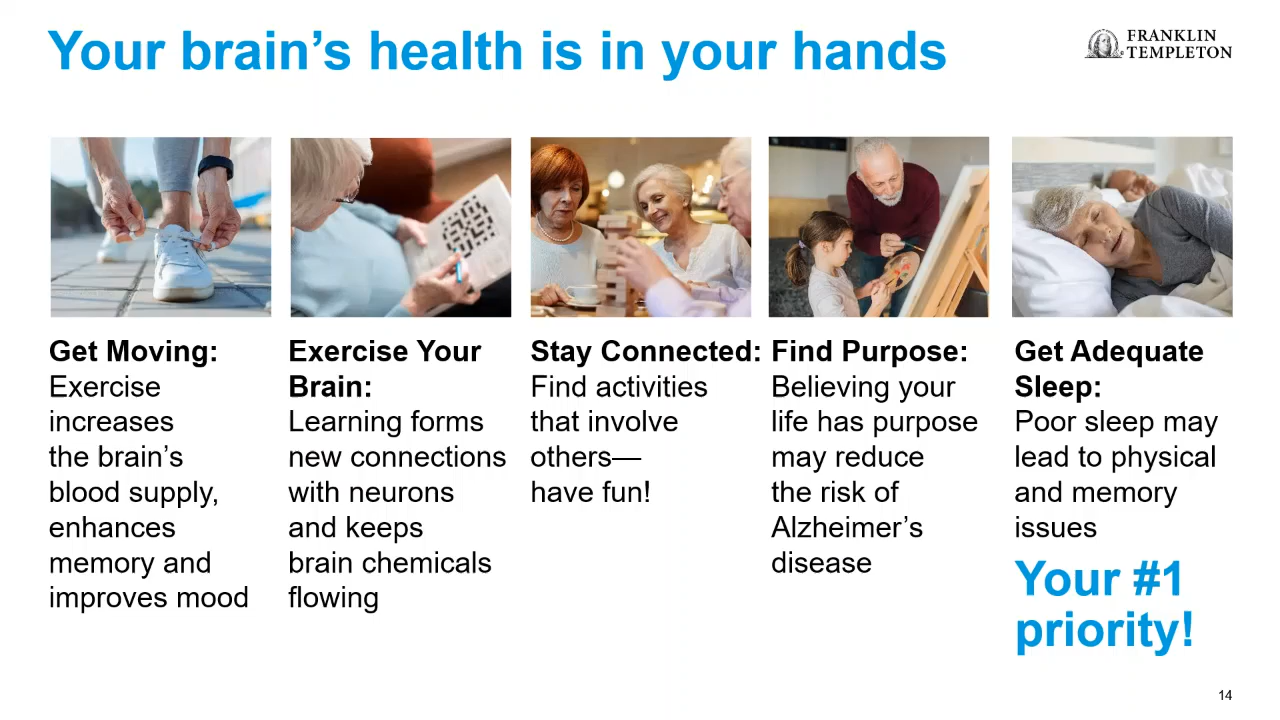 Your brain’s health is in your hands
FRANKLIN
TEMPLETON
Get Moving:
Exercise
increases
the brain’s
blood supply,
enhances
memory and
improves mood
Exercise Your
Brain:
Learning forms
new connections
with neurons
and keeps
brain chemicals
flowing
Stay Connected:
Find activities
that involve
others—
have fun!
Find Purpose:
Believing your
life has purpose
may reduce
the risk of
Alzheimer’s
disease
Get Adequate
Sleep:
Poor sleep may
lead to physical
and memory
issues
Your #1
priority!
14